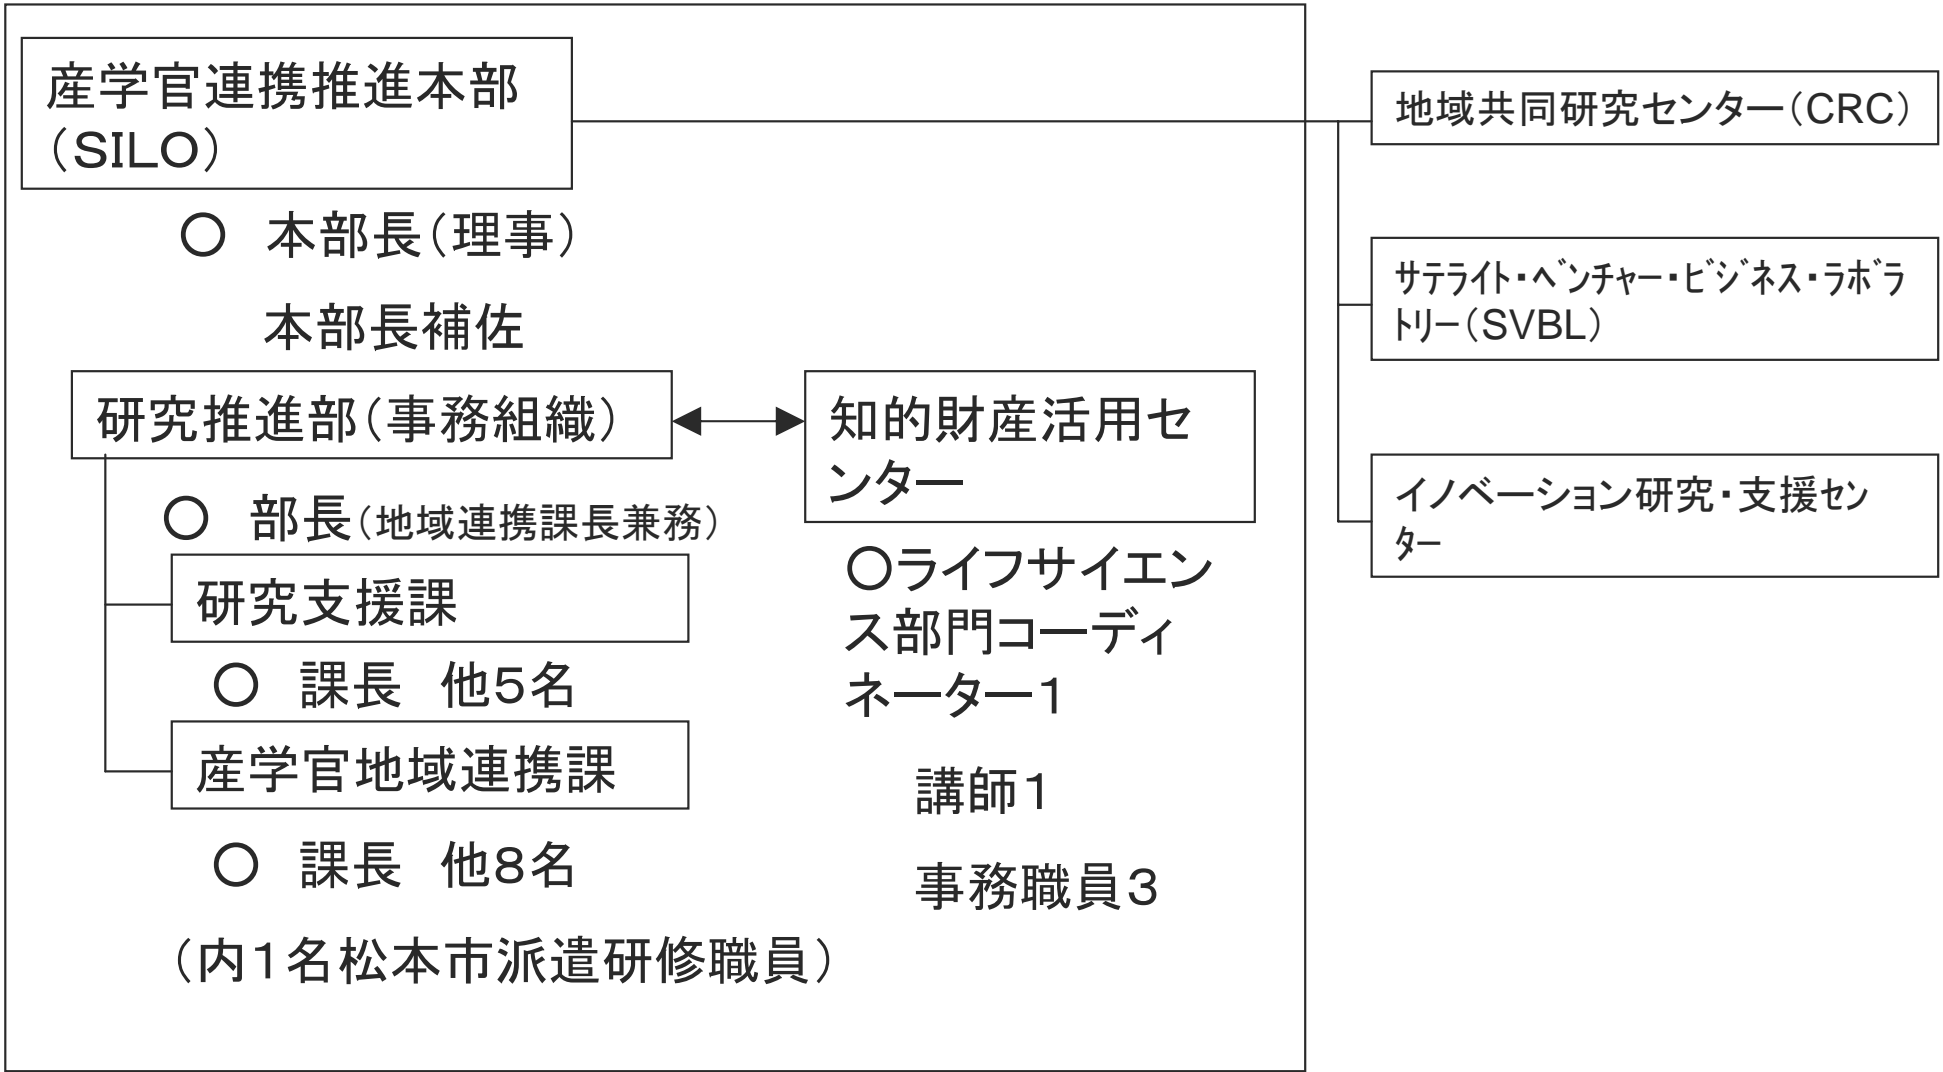 産学官連携推進本部
（SILO）
〇　本部長（理事）
本部長補佐
研究推進部（事務組織）
〇　部長（地域連携課長兼務）
研究支援課
〇　課長　他５名
産学官地域連携課
〇　課長　他８名
（内１名松本市派遣研修職員）
知的財産活用セ
ンター
〇ライフサイエン
ス部門コーディ
ネーター１
講師１
事務職員３
地域共同研究センター（CRC）
ｻﾃﾗｲﾄ・ﾍﾞﾝﾁｬｰ・ﾋﾞｼﾞﾈｽ・ﾗﾎﾞﾗ
ﾄﾘｰ（SVBL）
イノベーション研究・支援ｾﾝ
ﾀｰ